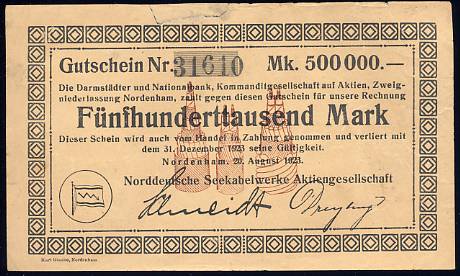 Gutschein Nr. 31610 Mk. 500000.—
Die Darmstädter und Nationalbank, Kommanditgesellschaft auf Aktien, Zweig-
niederlassung Nordenham, zahlt gegen diesen Gutschein für unsere Rechnung
Fünfhunderttausend Mark
Dieser Schein wird auch vom Handel in Zahlung genommen und verliert mit
dem 31. Dezember 1923 seine Gültigkeit.
Nordenham, 20. August 1923.
Norddeutsche Seekabelwerke Aktiengesellschaft
Schmeidt
Nordenham.